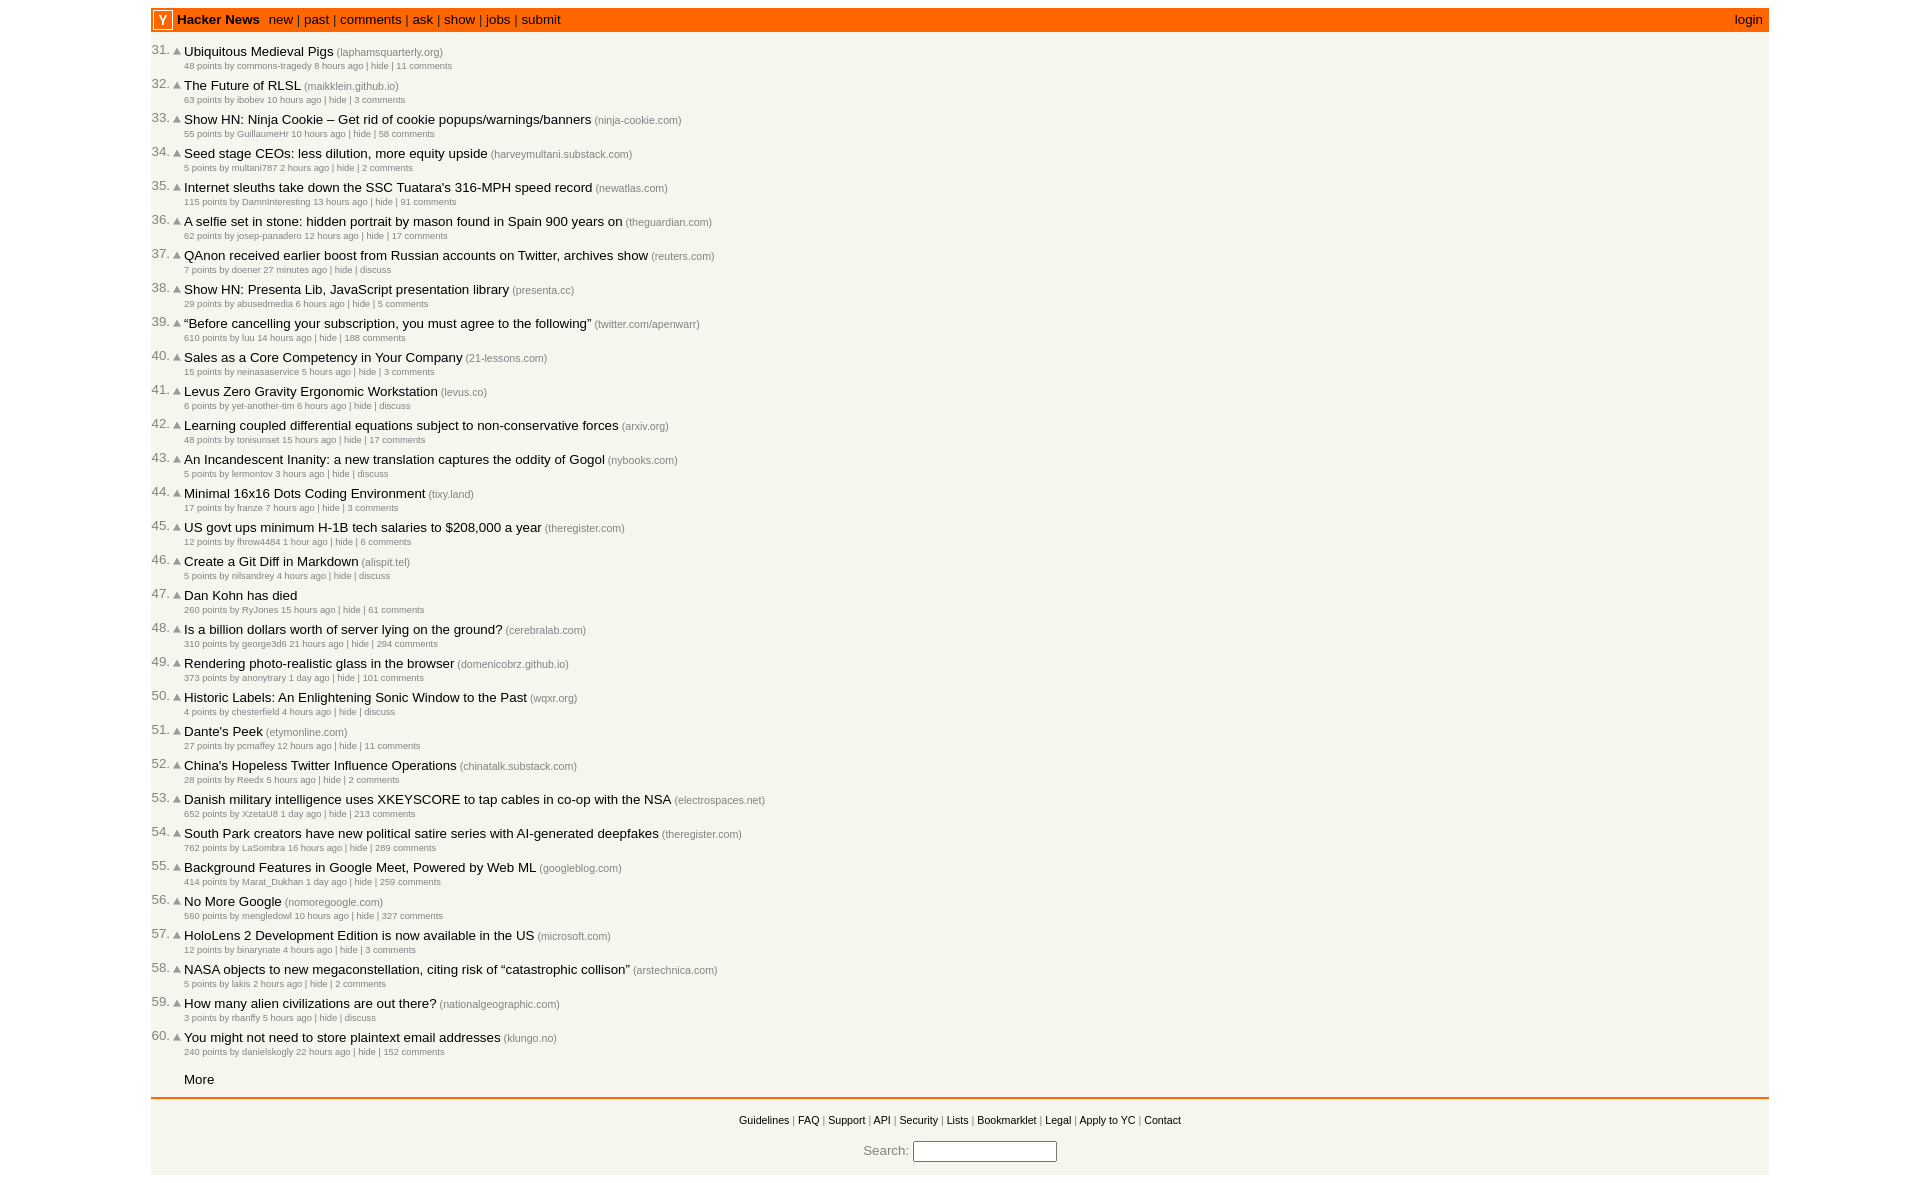 Y Hacker News new | past | comments | ask | show | jobs | submit login
31. Ubiquitous Medieval Pigs (laphamsquarterly.org)
48 points by commons-tragedy 8 hours ago | hide | 11 comments
32. The Future of RLSL (maikklein.github.io)
63 points by ibobev 10 hours ago | hide | 3 comments
33. Show HN: Ninja Cookie – Get rid of cookie popups/warnings/banners (ninja-cookie.com)
55 points by GuillaumeHr 10 hours ago | hide | 58 comments
34. Seed stage CEOs: less dilution, more equity upside (harveymultani.substack.com)
5 points by multani787 2 hours ago | hide | 2 comments
35. Internet sleuths take down the SSC Tuatara's 316-MPH speed record (newatlas.com)
115 points by DamnInteresting 13 hours ago | hide | 91 comments
36. A selfie set in stone: hidden portrait by mason found in Spain 900 years on (theguardian.com)
62 points by josep-panadero 12 hours ago | hide | 17 comments
37. QAnon received earlier boost from Russian accounts on Twitter, archives show (reuters.com)
7 points by doener 27 minutes ago | hide | discuss
38. Show HN: Presenta Lib, JavaScript presentation library (presenta.cc)
29 points by abusedmedia 6 hours ago | hide | 5 comments
39. “Before cancelling your subscription, you must agree to the following” (twitter.com/apenwarr)
610 points by luu 14 hours ago | hide | 188 comments
40. Sales as a Core Competency in Your Company (21-lessons.com)
15 points by neinasaservice 5 hours ago | hide | 3 comments
41. Levus Zero Gravity Ergonomic Workstation (levus.co)
6 points by yet-another-tim 6 hours ago | hide | discuss
42. Learning coupled differential equations subject to non-conservative forces (arxiv.org)
48 points by tonisunset 15 hours ago | hide | 17 comments
43. An Incandescent Inanity: a new translation captures the oddity of Gogol (nybooks.com)
5 points by lermontov 3 hours ago | hide | discuss
44. Minimal 16x16 Dots Coding Environment (tixy.land)
17 points by franze 7 hours ago | hide | 3 comments
45. US govt ups minimum H-1B tech salaries to $208,000 a year (theregister.com)
12 points by fhrow4484 1 hour ago | hide | 6 comments
46. Create a Git Diff in Markdown (alispit.tel)
5 points by nilsandrey 4 hours ago | hide | discuss
47. Dan Kohn has died
260 points by RyJones 15 hours ago | hide | 61 comments
48. Is a billion dollars worth of server lying on the ground? (cerebralab.com)
310 points by george3d6 21 hours ago | hide | 294 comments
49. Rendering photo-realistic glass in the browser (domenicobrz.github.io)
373 points by anonytrary 1 day ago | hide | 101 comments
50. Historic Labels: An Enlightening Sonic Window to the Past (wqxr.org)
4 points by chesterfield 4 hours ago | hide | discuss
51. Dante's Peek (etymonline.com)
27 points by pcmaffey 12 hours ago | hide | 11 comments
52. China's Hopeless Twitter Influence Operations (chinatalk.substack.com)
28 points by Reedx 5 hours ago | hide | 2 comments
53. Danish military intelligence uses XKEYSCORE to tap cables in co-op with the NSA (electrospaces.net)
652 points by XzetaU8 1 day ago | hide | 213 comments
54. South Park creators have new political satire series with AI-generated deepfakes (theregister.com)
762 points by LaSombra 16 hours ago | hide | 289 comments
55. Background Features in Google Meet, Powered by Web ML (googleblog.com)
414 points by Marat_Dukhan 1 day ago | hide | 259 comments
56. No More Google (nomoregoogle.com)
560 points by mengledowl 10 hours ago | hide | 327 comments
57. HoloLens 2 Development Edition is now available in the US (microsoft.com)
12 points by binarynate 4 hours ago | hide | 3 comments
58. NASA objects to new megaconstellation, citing risk of “catastrophic collison” (arstechnica.com)
5 points by lakis 2 hours ago | hide | 2 comments
59. How many alien civilizations are out there? (nationalgeographic.com)
3 points by rbanffy 5 hours ago | hide | discuss
60. You might not need to store plaintext email addresses (klungo.no)
240 points by danielskogly 22 hours ago | hide | 152 comments
More
Guidelines | FAQ | Support | API | Security | Lists | Bookmarklet | Legal | Apply to YC | Contact
Search: